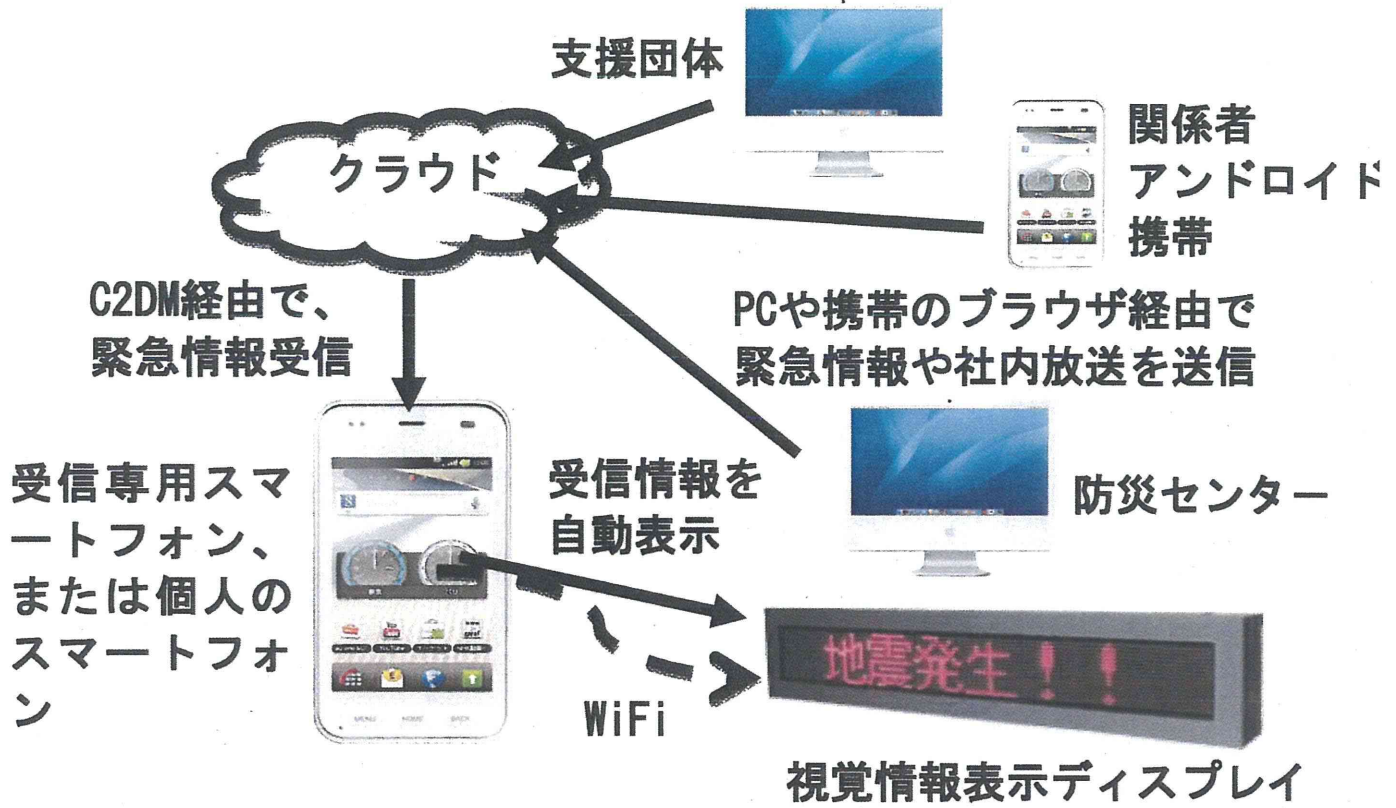 支援団体
関係者
アンドロイド
携帯
クラウド
C2DM経由で、
緊急情報受信
PCや携帯のブラウザ経由で
緊急情報や社内放送を送信
受信専用スマ
ートフォン、
または個人の
スマートフォ
ン
受信情報を
自動表示
防災センター
地震発生！！
MENU HOME BACK
WiFi
視覚情報表示ディスプレイ